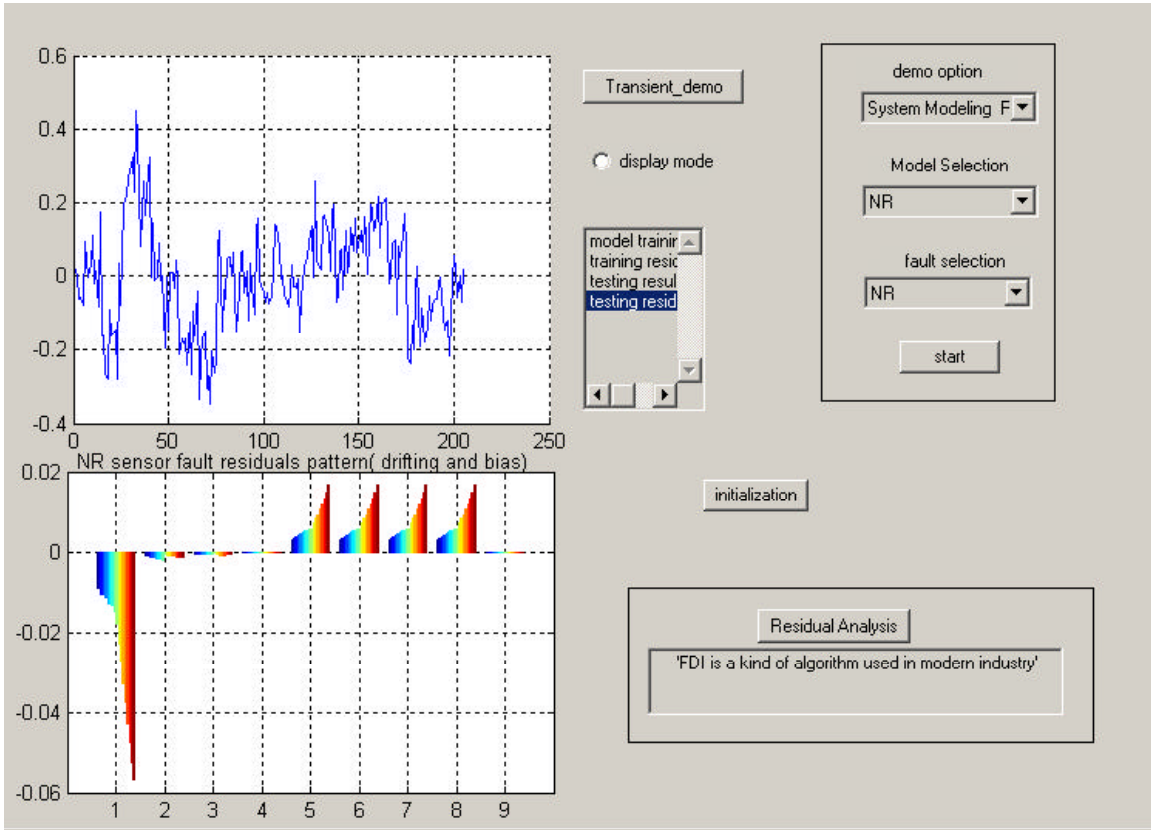 0.6
0.4
0.2
0
-0.2
-0.4
0 50 100 150 200 250
NR sensor fault residuals pattern( drifting and bias)
0.02
0
-0.02
-0.04
-0.06
1 2 3 4 5 6 7 8 9
Transient_demo
display mode
model trainin
training resid
testing resul
testing resid
demo option
System Modeling F
Model Selection
NR
fault selection
NR
start
initialization
Residual Analysis
'FDI is a kind of algorithm used in modern industry'